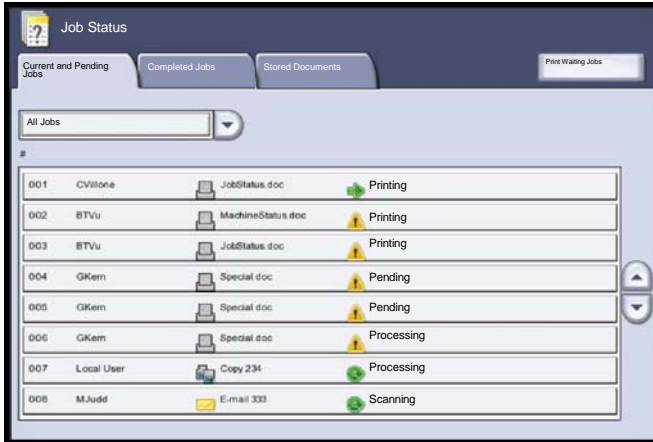 Job Status
Current and Pending Jobs
Completed Jobs
Stored Documents
Print Waiting Jobs
All Jobs
#
001 CVillone JobStatus.doc Printing
002 BTVu MachineStatus.doc Printing
003 BTVu JobStatus.doc Printing
004 GKern Special.doc Pending
005 GKern Special.doc Pending
006 GKern Special.doc Processing
007 Local User Copy 234 Processing
008 MJudd E-mail 333 Scanning